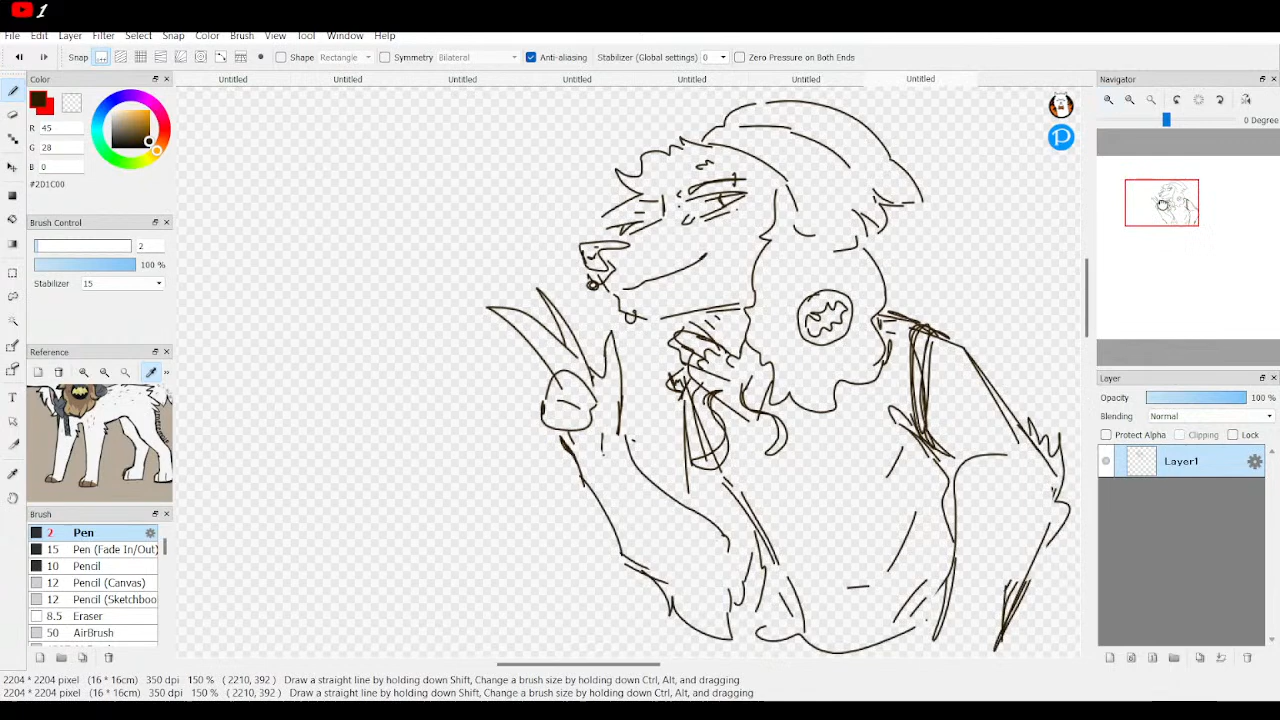 1
File Edit Layer Filter Select Snap Color Brush View Tool Window Help
Snap Shape Rectangle Symmetry Bilateral Anti-aliasing Stabilizer (Global settings) 0 Zero Pressure on Both Ends
Color
Untitled Untitled Untitled Untitled Untitled Untitled Untitled
Navigator
R 45
G 28
B 0
#2D1C00
0 Degree
Brush Control
2
100 %
Stabilizer 15
Reference
Layer
Opacity 100 %
Blending Normal
Protect Alpha Clipping Lock
Layer1
Brush
2 Pen
15 Pen (Fade In/Out)
10 Pencil
12 Pencil (Canvas)
12 Pencil (Sketchboo
8.5 Eraser
50 AirBrush
2204 * 2204 pixel (16 * 16cm) 350 dpi 150 % ( 2210, 392 ) Draw a straight line by holding down Shift, Change a brush size by holding down Ctrl, Alt, and dragging
2204 * 2204 pixel (16 * 16cm) 350 dpi 150 % ( 2210, 392 ) Draw a straight line by holding down Shift, Change a brush size by holding down Ctrl, Alt, and dragging